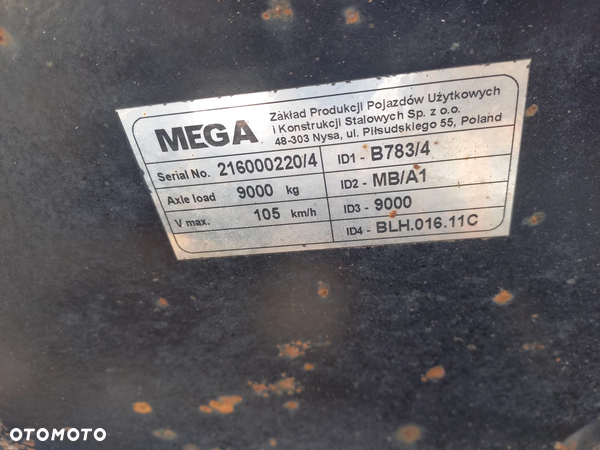 MEGA
Zakład Produkcji Pojazdów Użytkowych
i Konstrukcji Stalowych Sp. z o.o.
48-303 Nysa, ul. Piłsudskiego 55, Poland
Serial No. 216000220/4
ID1 - B783/4
Axle load 9000 kg
ID2 - MB/A1
V max. 105 km/h
ID3 - 9000
ID4 - BLH.016.11C
OTOMOTO